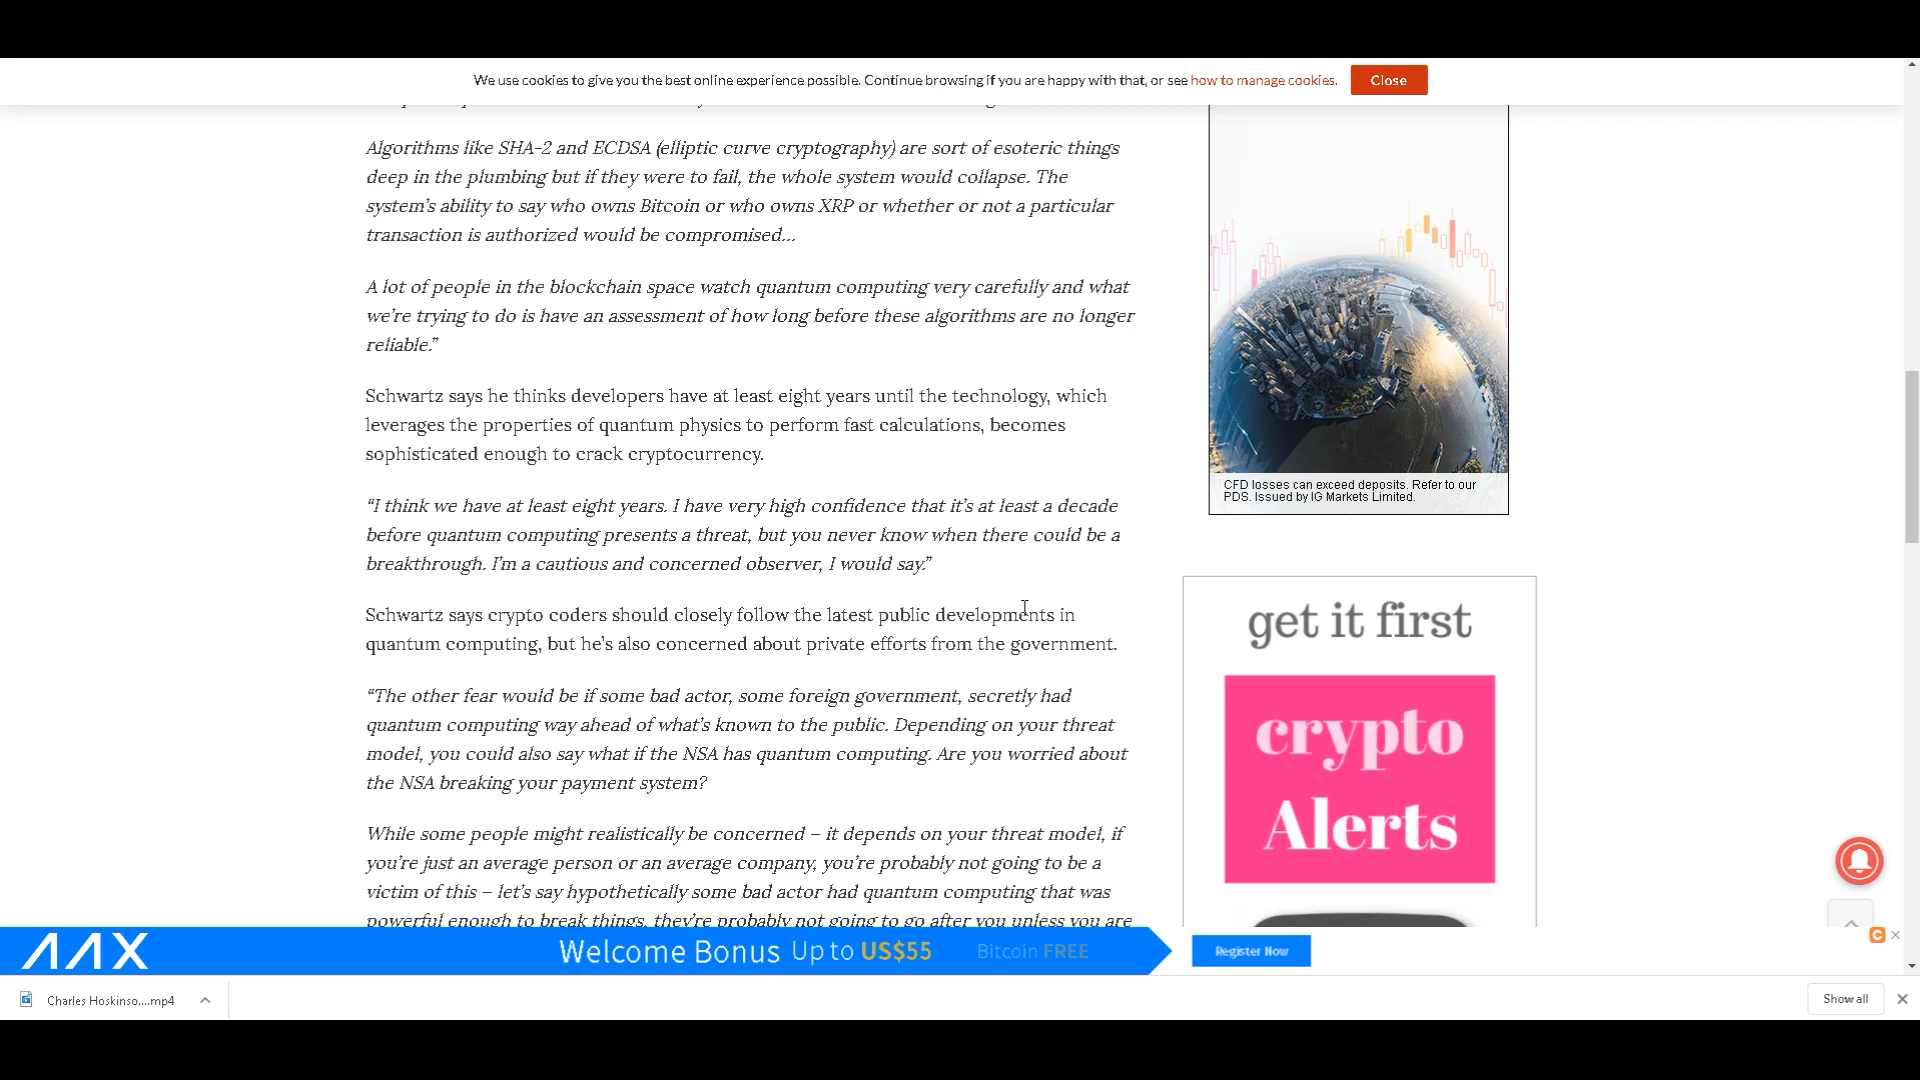 We use cookies to give you the best online experience possible. Continue browsing if you are happy with that, or see how to manage cookies. Close
Algorithms like SHA-2 and ECDSA (elliptic curve cryptography) are sort of esoteric things
deep in the plumbing but if they were to fail, the whole system would collapse. The
system's ability to say who owns Bitcoin or who owns XRP or whether or not a particular
transaction is authorized would be compromised...
A lot of people in the blockchain space watch quantum computing very carefully and what
we're trying to do is have an assessment of how long before these algorithms are no longer
reliable.”
Schwartz says he thinks developers have at least eight years until the technology, which
leverages the properties of quantum physics to perform fast calculations, becomes
sophisticated enough to crack cryptocurrency.
“I think we have at least eight years. I have very high confidence that it's at least a decade
before quantum computing presents a threat, but you never know when there could be a
breakthrough. I'm a cautious and concerned observer, I would say.”
Schwartz says crypto coders should closely follow the latest public developments in
quantum computing, but he's also concerned about private efforts from the government.
“The other fear would be if some bad actor, some foreign government, secretly had
quantum computing way ahead of what's known to the public. Depending on your threat
model, you could also say what if the NSA has quantum computing. Are you worried about
the NSA breaking your payment system?
While some people might realistically be concerned – it depends on your threat model, if
you're just an average person or an average company, you're probably not going to be a
victim of this – let's say hypothetically some bad actor had quantum computing that was
powerful enough to break things, they're probably not going to go after you unless you are
CFD losses can exceed deposits. Refer to our
PDS. Issued by IG Markets Limited.
get it first
crypto
Alerts
AAX Welcome Bonus Up to US$55 Bitcoin FREE Register Now
Charles Hoskinso....mp4
Show all